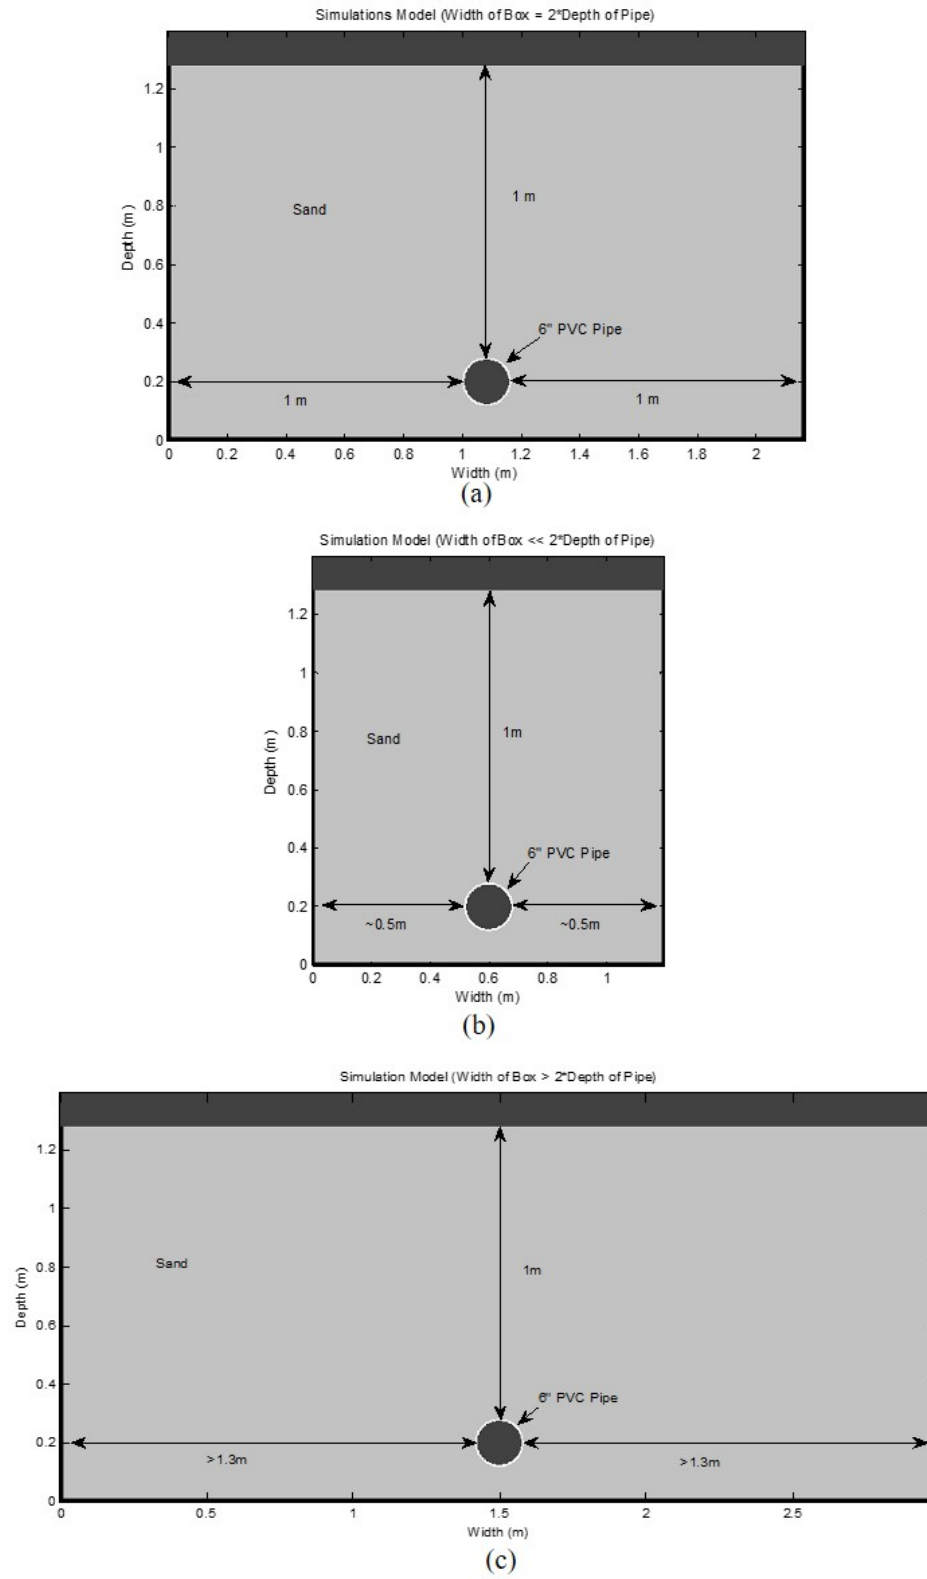 Simulations Model (Width of Box = 2*Depth of Pipe)
1.2
1
0.8
0.6
0.4
0.2
0
Depth (m)
Sand
1 m
6" PVC Pipe
1 m
1 m
0 0.2 0.4 0.6 0.8 1.0 1.2 1.4 1.6 1.8 2
Width (m)
(a)
Simulation Model (Width of Box << 2*Depth of Pipe)
1.2
1
0.8
0.6
0.4
0.2
0
Depth (m)
Sand
1m
6" PVC Pipe
~0.5m
~0.5m
0 0.2 0.4 0.6 0.8 1
Width (m)
(b)
Simulation Model (Width of Box > 2*Depth of Pipe)
1.2
1
0.8
0.6
0.4
0.2
0
Depth (m)
Sand
1m
6" PVC Pipe
>1.3m
>1.3m
0 0.5 1 1.5 2 2.5
Width (m)
(c)